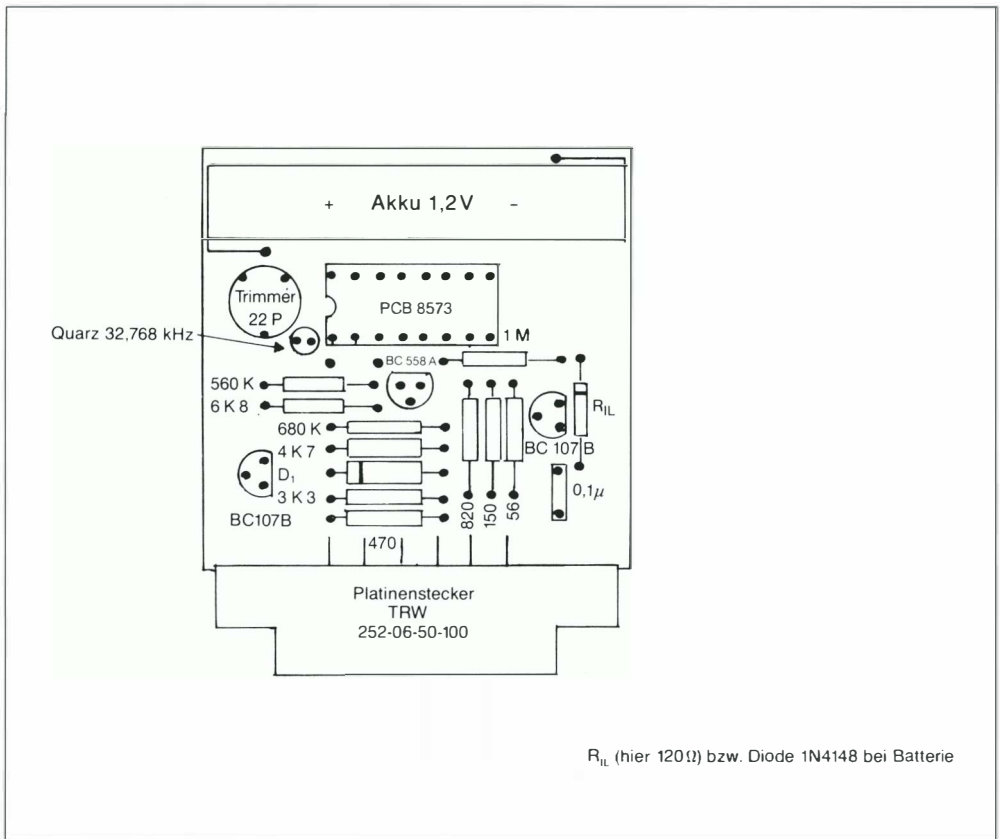 + Akku 1,2V -
Trimmer
22 P
PCB 8573
Quarz 32,768 kHz
1 M
BC 558 A
560 K
6 K 8
R_IL
680 K
BC 107 B
4 K 7
D₁
3 K 3
0,1µ
BC107B
820
150
56
470
Platinenstecker
TRW
252-06-50-100
R_IL (hier 120Ω) bzw. Diode 1N4148 bei Batterie